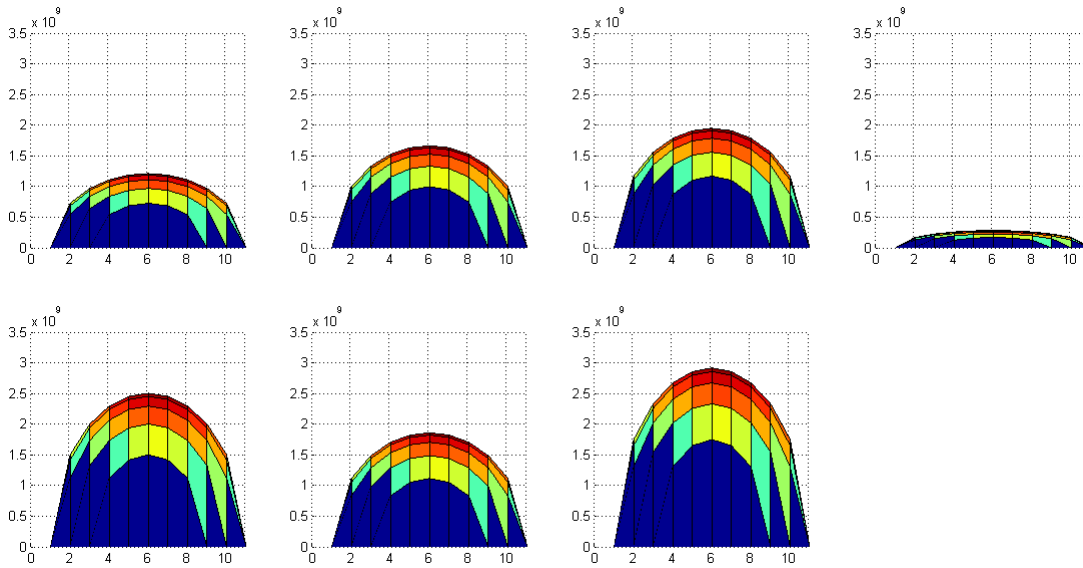 x 10^9 x 10^9 x 10^9 x 10^9
3.5 3.5 3.5 3.5
3 3 3 3
2.5 2.5 2.5 2.5
2 2 2 2
1.5 1.5 1.5 1.5
1 1 1 1
0.5 0.5 0.5 0.5
0 0 0 0
0 2 4 6 8 10 0 2 4 6 8 10 0 2 4 6 8 10 0 2 4 6 8 10
x 10^9 x 10^9 x 10^9
3.5 3.5 3.5
3 3 3
2.5 2.5 2.5
2 2 2
1.5 1.5 1.5
1 1 1
0.5 0.5 0.5
0 0 0
0 2 4 6 8 10 0 2 4 6 8 10 0 2 4 6 8 10